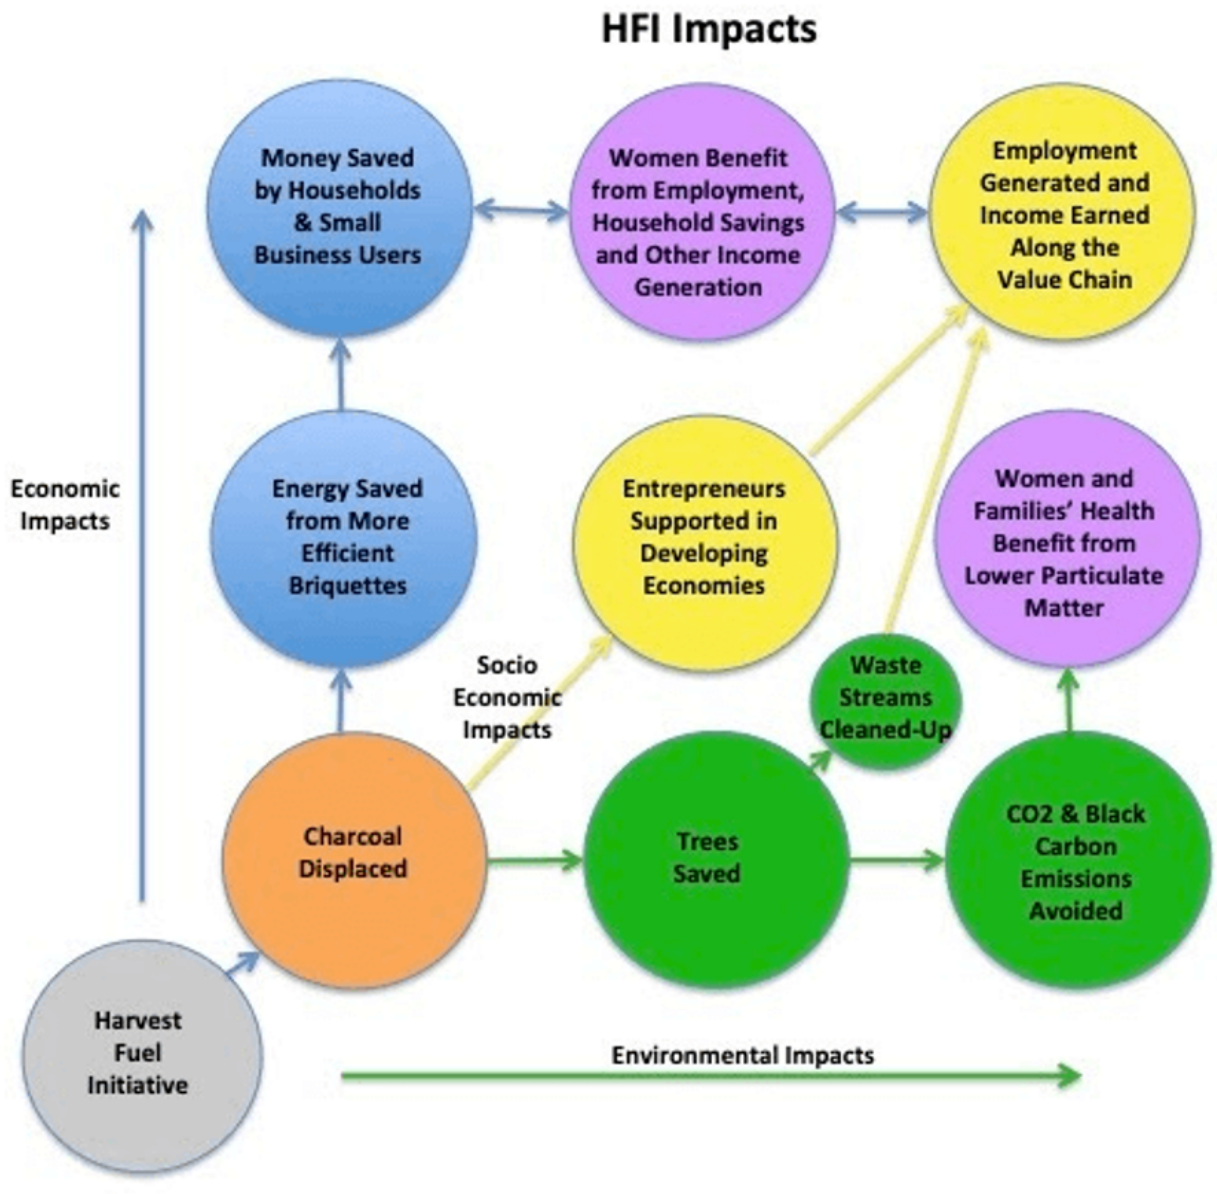 HFI Impacts
Money Saved
by Households
& Small
Business Users
Women Benefit
from Employment,
Household Savings
and Other Income
Generation
Employment
Generated and
Income Earned
Along the
Value Chain
Economic
Impacts
Energy Saved
from More
Efficient
Briquettes
Entrepreneurs
Supported in
Developing
Economies
Women and
Families’ Health
Benefit from
Lower Particulate
Matter
Socio
Economic
Impacts
Waste
Streams
Cleaned-Up
Charcoal
Displaced
Trees
Saved
CO2 & Black
Carbon
Emissions
Avoided
Harvest
Fuel
Initiative
Environmental Impacts